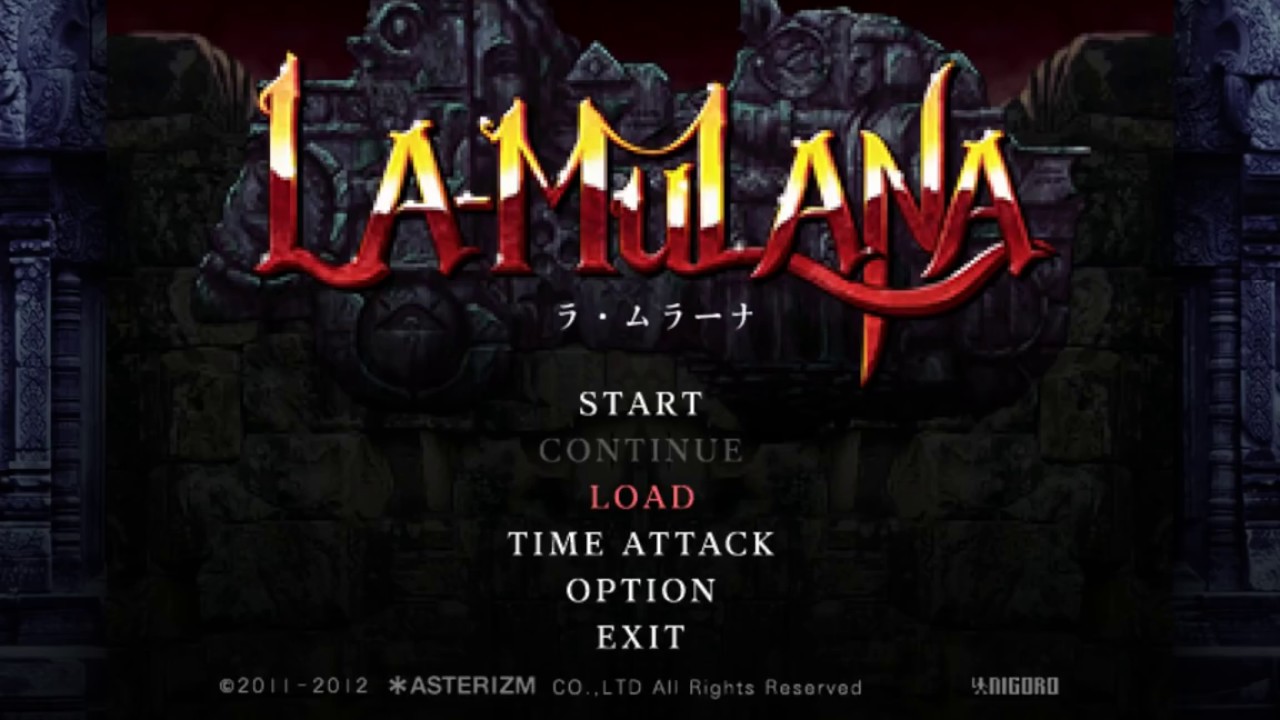 LA-MULANA
ラ・ムラーナ
START
CONTINUE
LOAD
TIME ATTACK
OPTION
EXIT
©2011-2012 *ASTERIZM CO.,LTD All Rights Reserved NIGORO